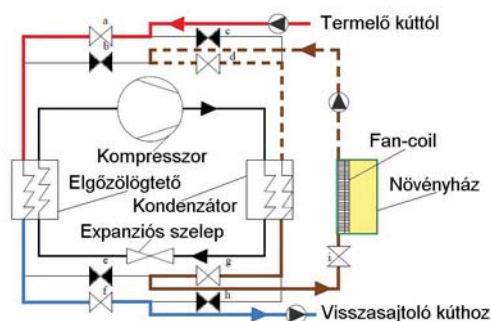 a
Termelő kúttól
c
b
d
Kompresszor
Fan-coil
Elgőzölögtető
Növényház
Kondenzátor
Expanziós szelep
e
g
i
f
h
Visszasajtoló kúthoz